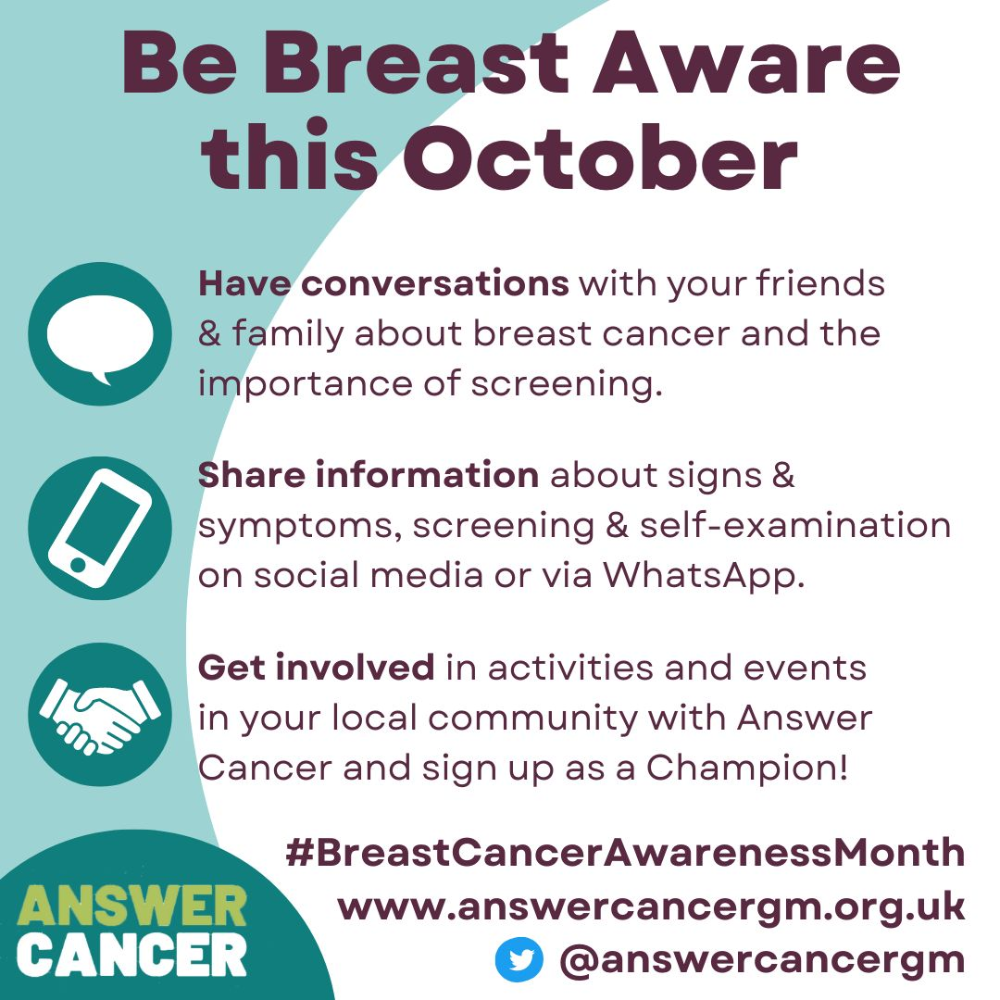 Be Breast Aware
this October
Have conversations with your friends
& family about breast cancer and the
importance of screening.
Share information about signs &
symptoms, screening & self-examination
on social media or via WhatsApp.
Get involved in activities and events
in your local community with Answer
Cancer and sign up as a Champion!
#BreastCancerAwarenessMonth
www.answercancergm.org.uk
@answercancergm
ANSWER
CANCER